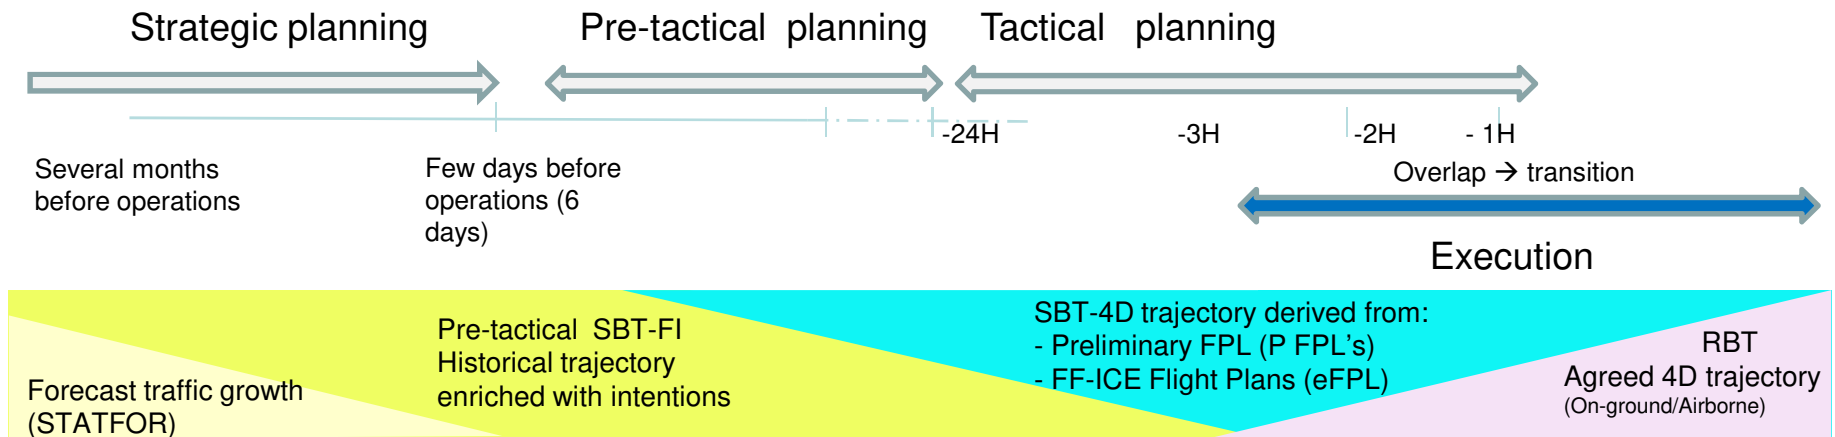 Strategic planning
Pre-tactical planning
Tactical planning
-24H
-3H
-2H
- 1H
Several months
before operations
Few days before
operations (6
days)
Overlap → transition
Execution
Forecast traffic growth
(STATFOR)
Pre-tactical SBT-FI
Historical trajectory
enriched with intentions
SBT-4D trajectory derived from:
- Preliminary FPL (P FPL's)
- FF-ICE Flight Plans (eFPL)
RBT
Agreed 4D trajectory
(On-ground/Airborne)